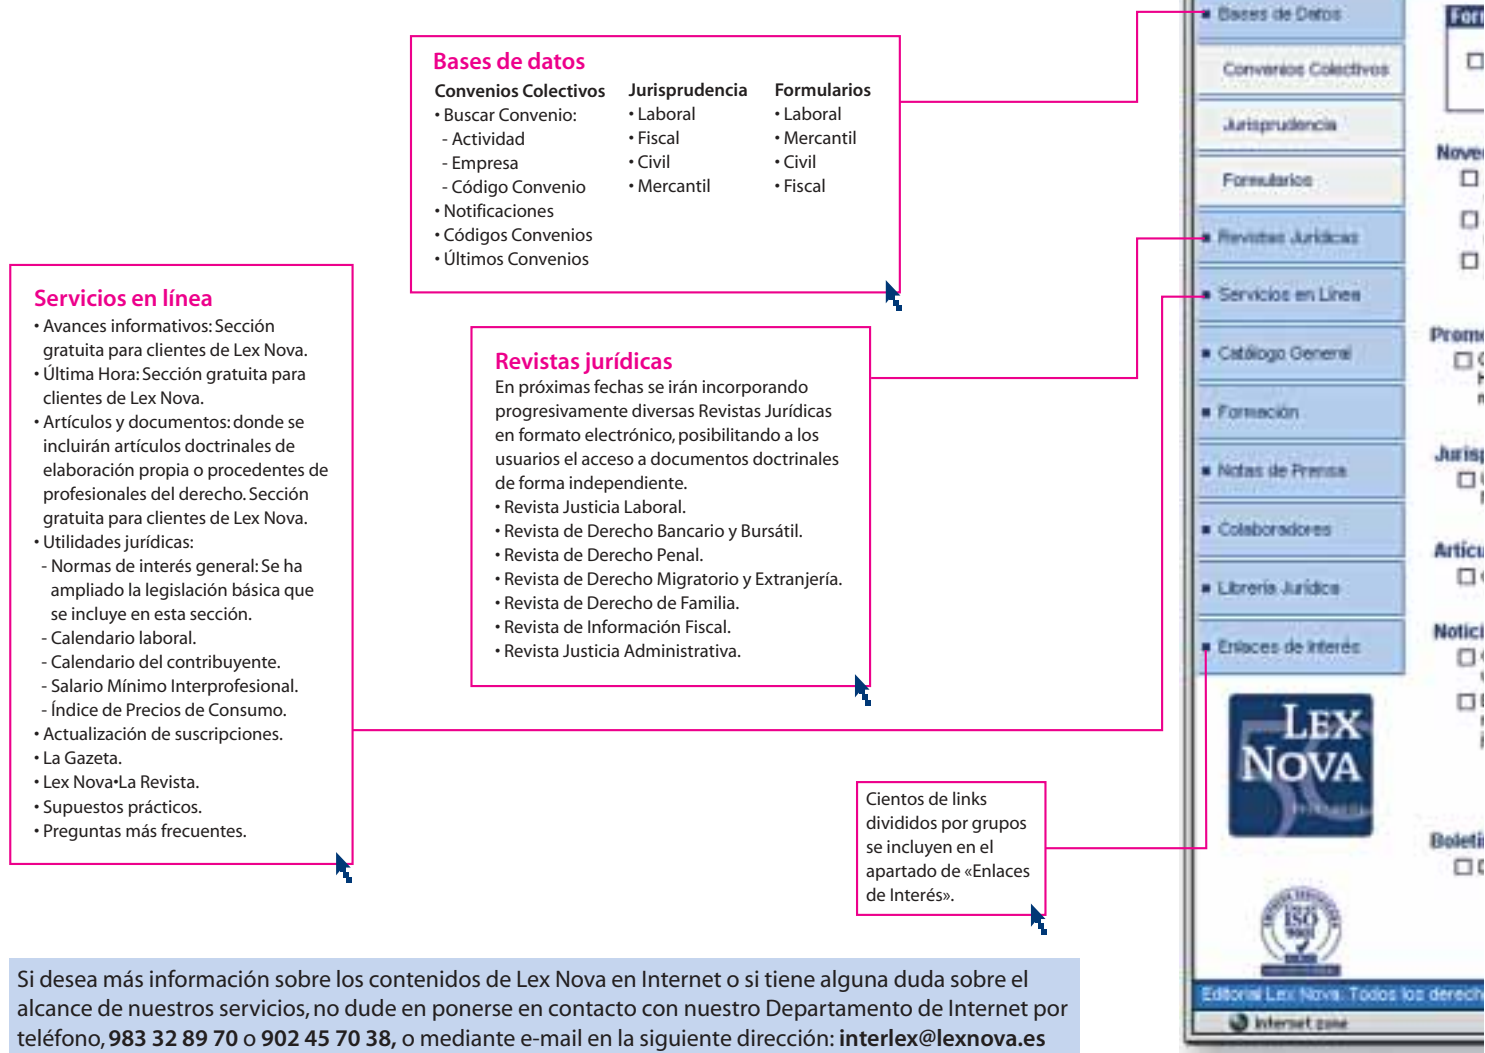 Bases de datos
Convenios Colectivos
• Buscar Convenio:
- Actividad
- Empresa
- Código Convenio
• Notificaciones
• Códigos Convenios
• Últimos Convenios
Jurisprudencia
• Laboral
• Fiscal
• Civil
• Mercantil
Formularios
• Laboral
• Mercantil
• Civil
• Fiscal
Servicios en línea
• Avances informativos: Sección
gratuita para clientes de Lex Nova.
• Última Hora: Sección gratuita para
clientes de Lex Nova.
• Artículos y documentos: donde se
incluirán artículos doctrinales de
elaboración propia o procedentes de
profesionales del derecho. Sección
gratuita para clientes de Lex Nova.
• Utilidades jurídicas:
- Normas de interés general: Se ha
ampliado la legislación básica que
se incluye en esta sección.
- Calendario laboral.
- Calendario del contribuyente.
- Salario Mínimo Interprofesional.
- Índice de Precios de Consumo.
• Actualización de suscripciones.
• La Gazeta.
• Lex Nova•La Revista.
• Supuestos prácticos.
• Preguntas más frecuentes.
Revistas jurídicas
En próximas fechas se irán incorporando
progresivamente diversas Revistas Jurídicas
en formato electrónico, posibilitando a los
usuarios el acceso a documentos doctrinales
de forma independiente.
• Revista Justicia Laboral.
• Revista de Derecho Bancario y Bursátil.
• Revista de Derecho Penal.
• Revista de Derecho Migratorio y Extranjería.
• Revista de Derecho de Familia.
• Revista de Información Fiscal.
• Revista Justicia Administrativa.
Cientos de links
divididos por grupos
se incluyen en el
apartado de «Enlaces
de Interés».
Bases de Datos
Convenios Colectivos
Jurisprudencia
Formularios
Revistas Jurídicas
Servicios en Línea
Catálogo General
Formación
Notas de Prensa
Colaboradores
Librería Jurídica
Enlaces de Interés
LEX
NOVA
50
ISO
9001
Editorial Lex Nova. Todos los derech
Internet zone
Si desea más información sobre los contenidos de Lex Nova en Internet o si tiene alguna duda sobre el
alcance de nuestros servicios, no dude en ponerse en contacto con nuestro Departamento de Internet por
teléfono, 983 32 89 70 o 902 45 70 38, o mediante e-mail en la siguiente dirección: interlex@lexnova.es